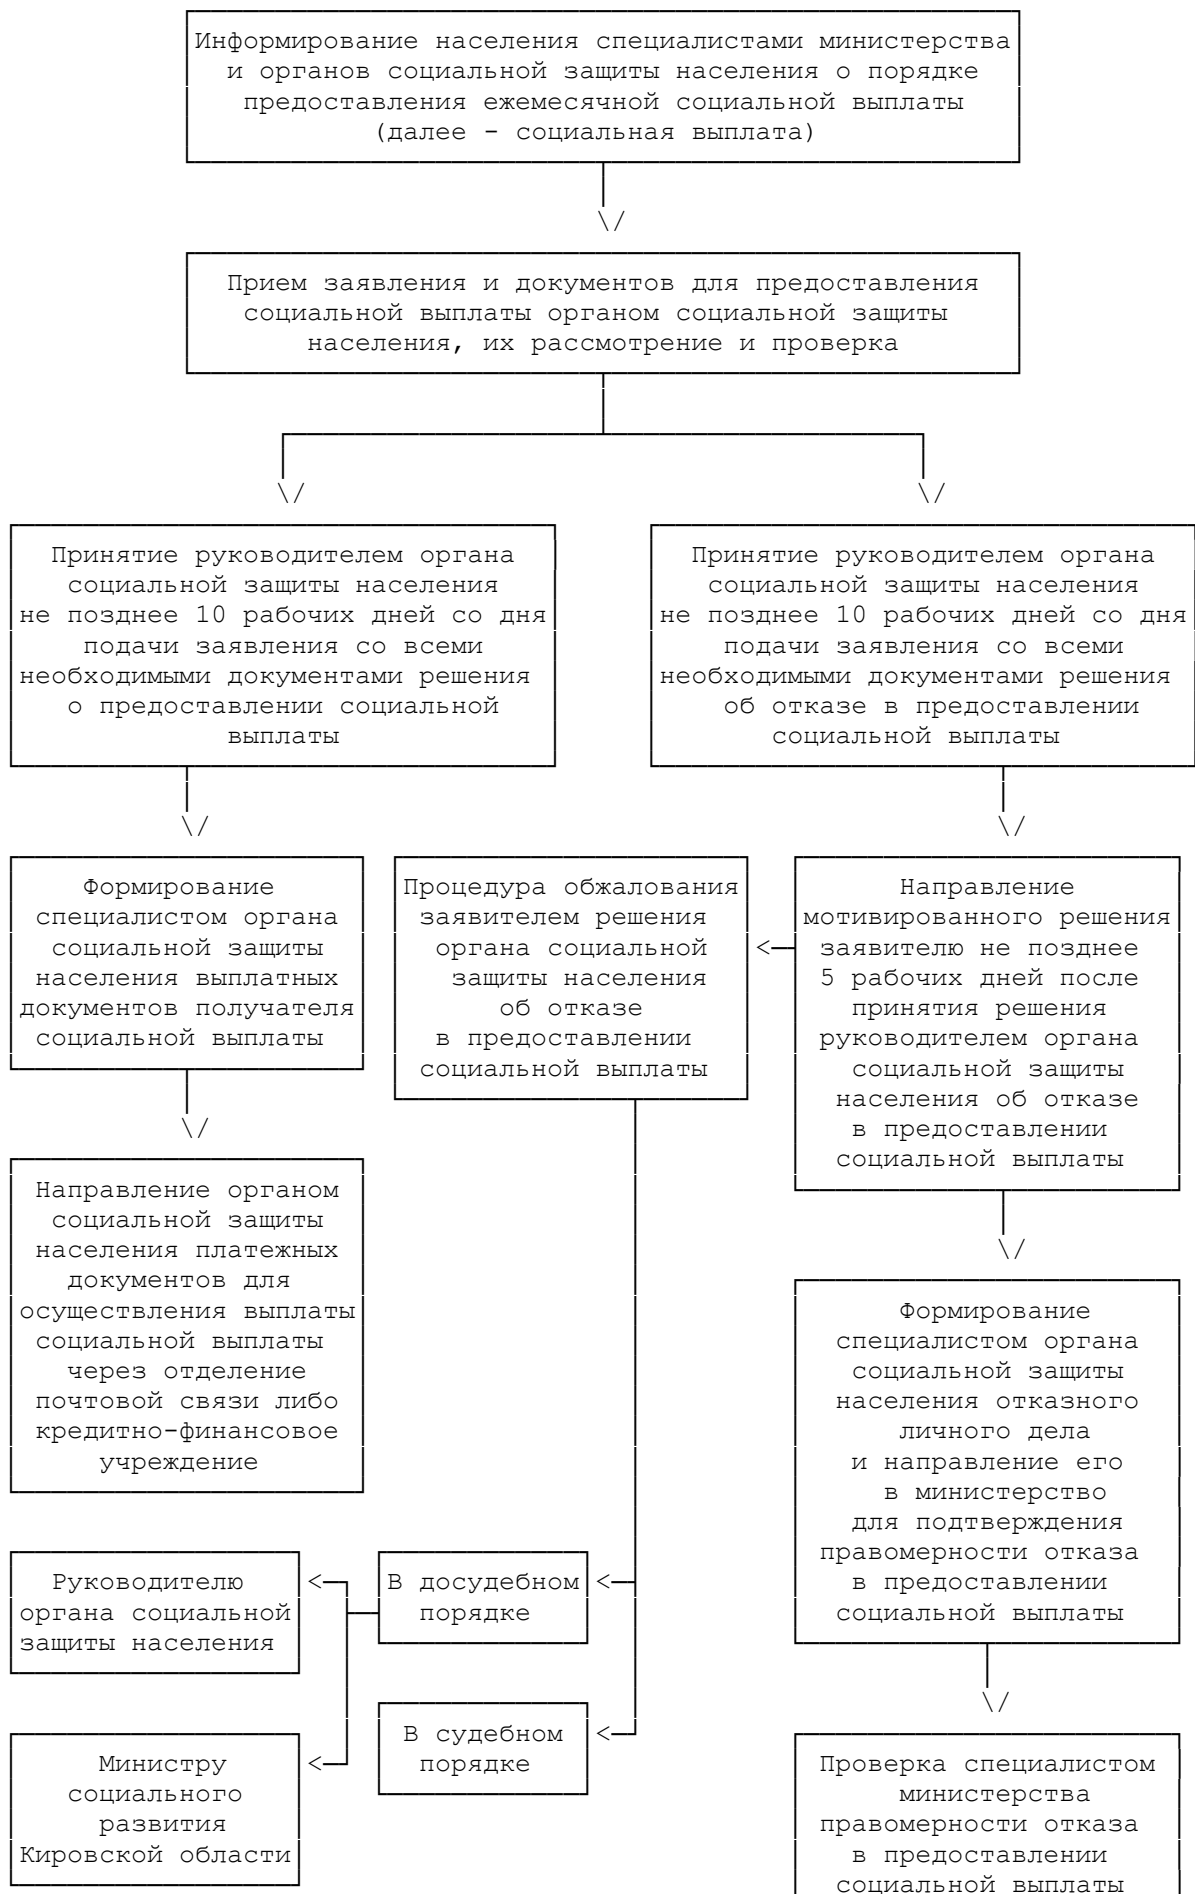 Информирование населения специалистами министерства
и органов социальной защиты населения о порядке
предоставления ежемесячной социальной выплаты
(далее - социальная выплата)
Прием заявления и документов для предоставления
социальной выплаты органом социальной защиты
населения, их рассмотрение и проверка
Принятие руководителем органа
социальной защиты населения
не позднее 10 рабочих дней со дня
подачи заявления со всеми
необходимыми документами решения
о предоставлении социальной
выплаты
Принятие руководителем органа
социальной защиты населения
не позднее 10 рабочих дней со дня
подачи заявления со всеми
необходимыми документами решения
об отказе в предоставлении
социальной выплаты
Формирование
специалистом органа
социальной защиты
населения выплатных
документов получателя
социальной выплаты
Процедура обжалования
заявителем решения
органа социальной
защиты населения
об отказе
в предоставлении
социальной выплаты
Направление
мотивированного решения
заявителю не позднее
5 рабочих дней после
принятия решения
руководителем органа
социальной защиты
населения об отказе
в предоставлении
социальной выплаты
Направление органом
социальной защиты
населения платежных
документов для
осуществления выплаты
социальной выплаты
через отделение
почтовой связи либо
кредитно-финансовое
учреждение
Формирование
специалистом органа
социальной защиты
населения отказного
личного дела
и направление его
в министерство
для подтверждения
правомерности отказа
в предоставлении
социальной выплаты
Руководителю
органа социальной
защиты населения
В досудебном
порядке
В судебном
порядке
Министру
социального
развития
Кировской области
Проверка специалистом
министерства
правомерности отказа
в предоставлении
социальной выплаты